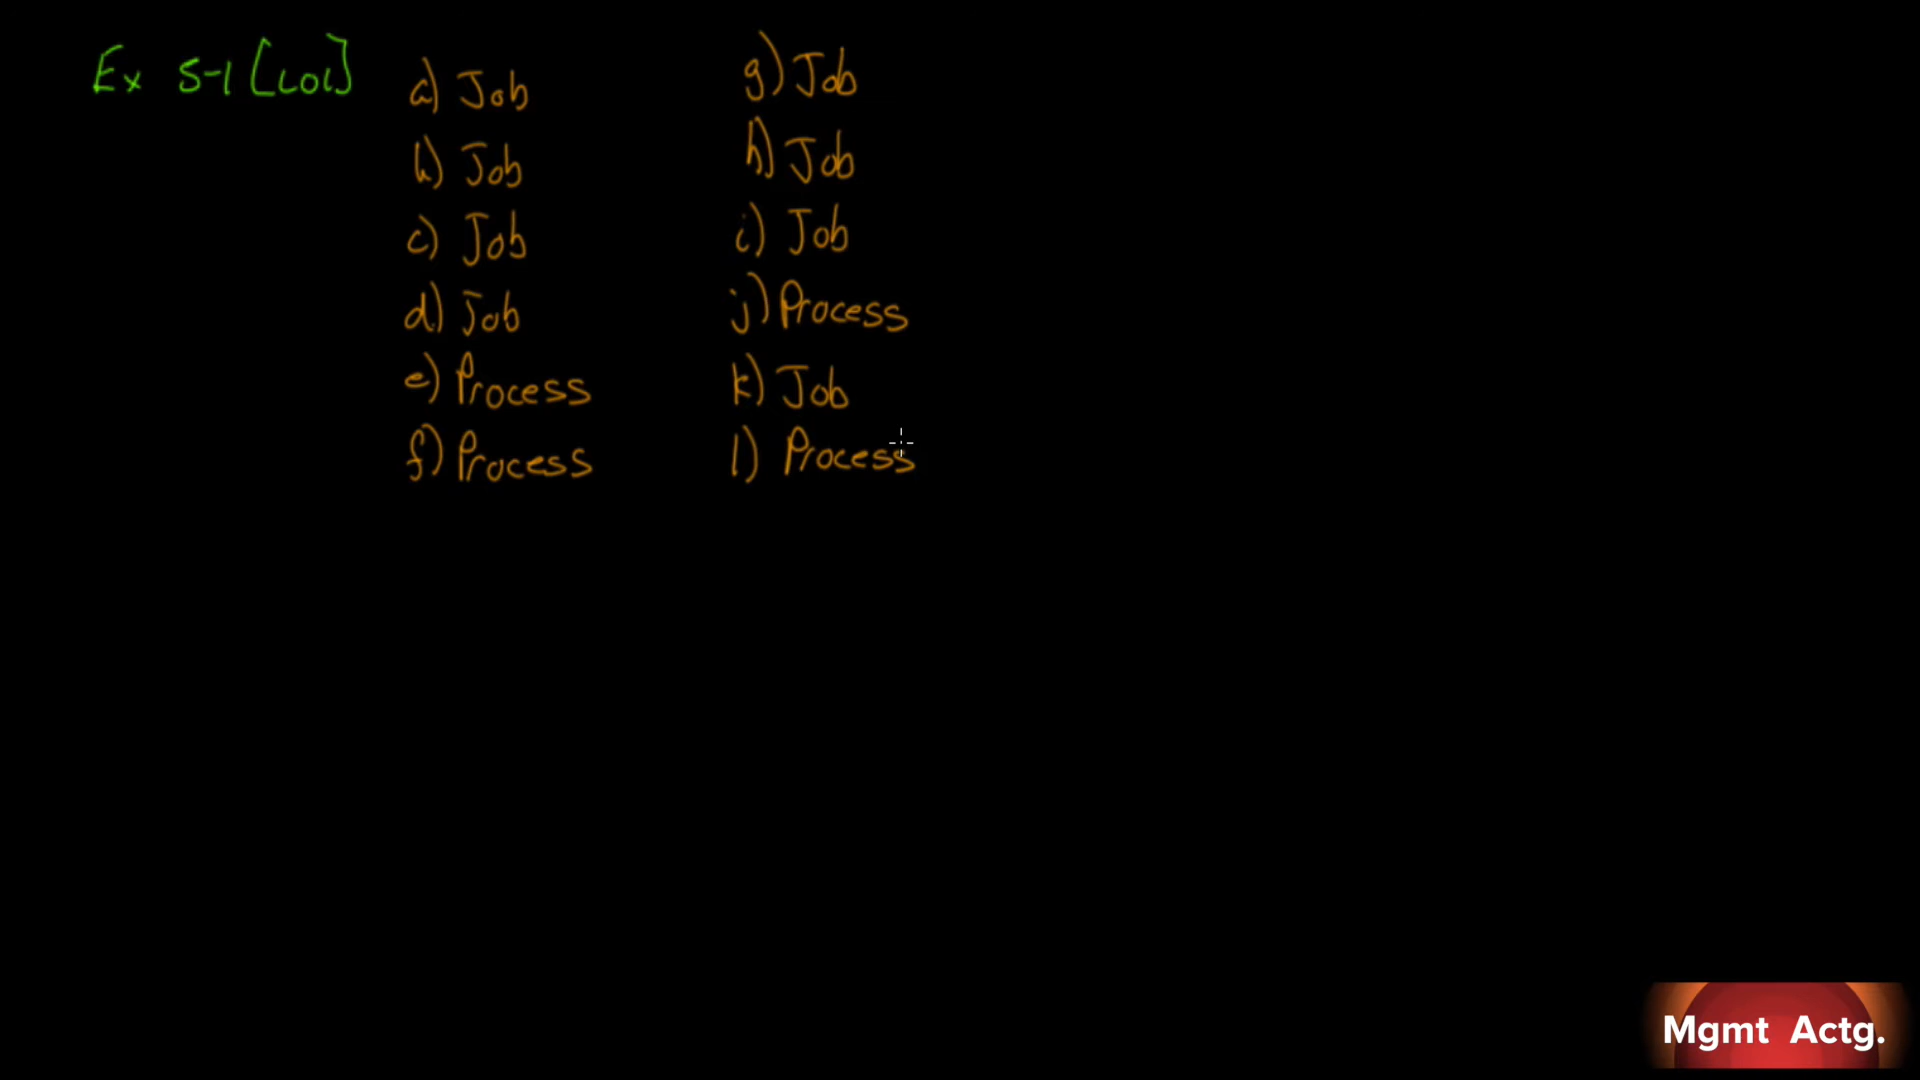 Ex 5-1 [LO1]
a) Job
b) Job
c) Job
d) Job
e) Process
f) Process
g) Job
h) Job
i) Job
j) Process
k) Job
l) Process
Mgmt Actg.